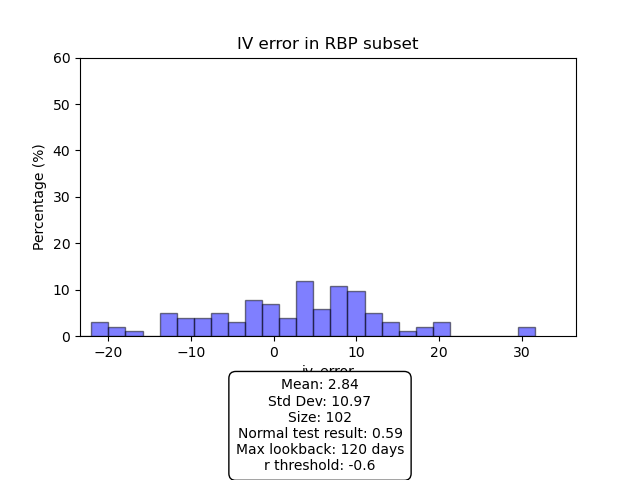 IV error in RBP subset
60
50
40
30
20
10
0
Percentage (%)
−20
−10
0
10
20
30
iv_error
Mean: 2.84
Std Dev: 10.97
Size: 102
Normal test result: 0.59
Max lookback: 120 days
r threshold: -0.6